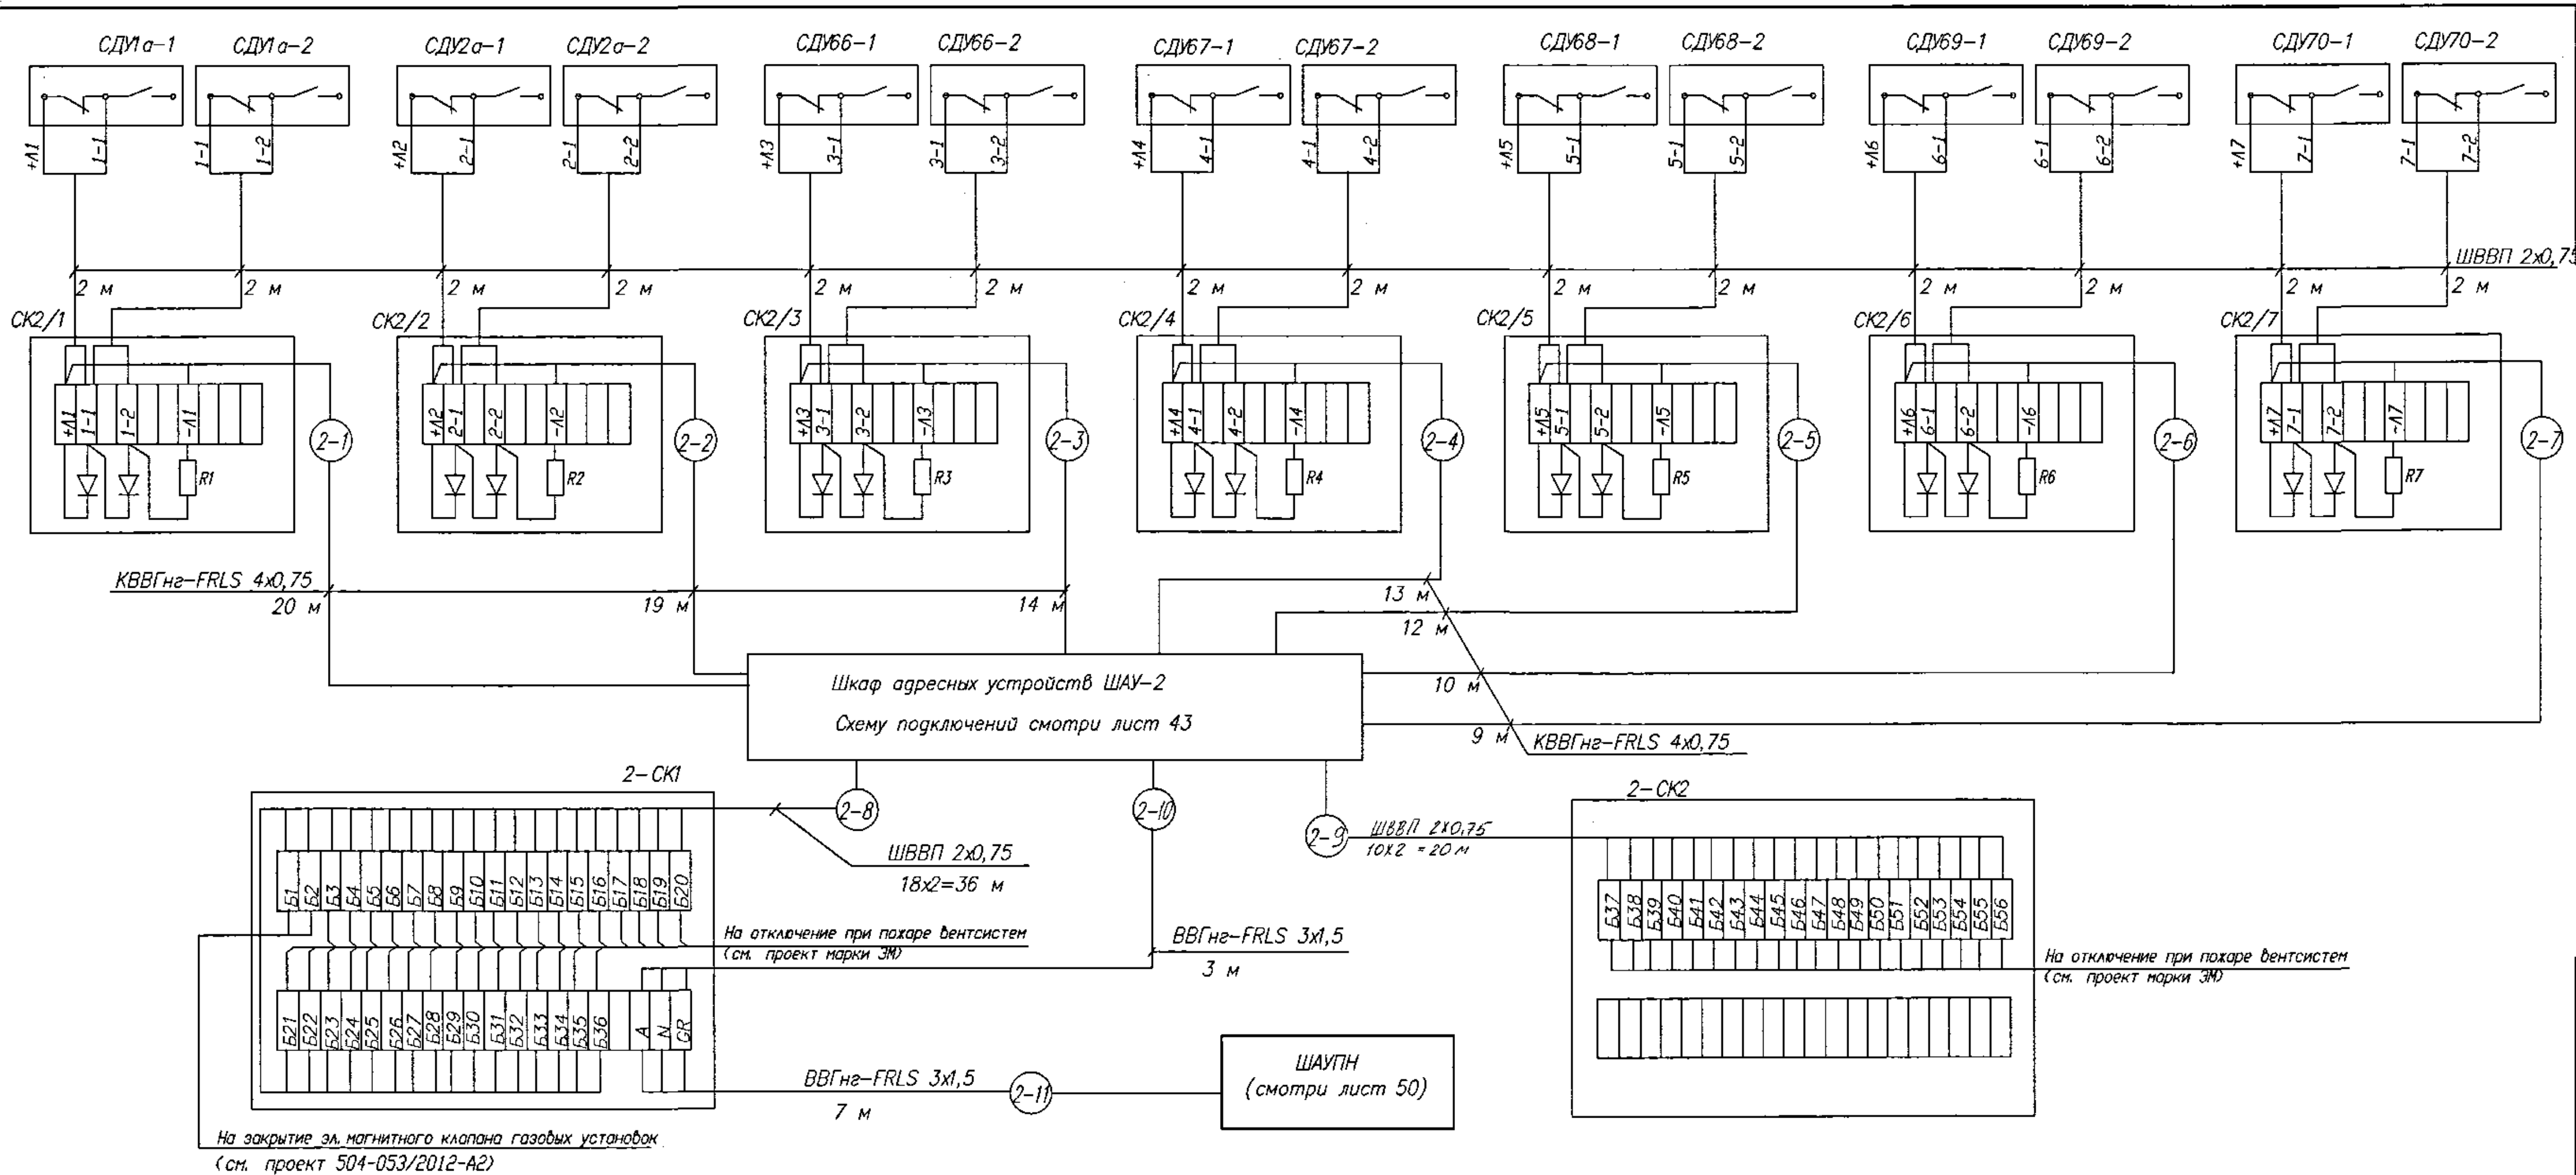 СДУ1а-1 СДУ1а-2 СДУ2а-1 СДУ2а-2 СДУ66-1 СДУ66-2 СДУ67-1 СДУ67-2 СДУ68-1 СДУ68-2 СДУ69-1 СДУ69-2 СДУ70-1 СДУ70-2
+Л1 1-1 1-1 1-2 +Л2 2-1 2-1 2-2 +Л3 3-1 3-1 3-2 +Л4 4-1 4-1 4-2 +Л5 5-1 5-1 5-2 +Л6 6-1 6-1 6-2 +Л7 7-1 7-1 7-2
ШВВП 2х0,75
2 м 2 м 2 м 2 м 2 м 2 м 2 м 2 м 2 м 2 м 2 м 2 м 2 м 2 м
СК2/1 СК2/2 СК2/3 СК2/4 СК2/5 СК2/6 СК2/7
+Л1 1-1 1-2 -Л1 +Л2 2-1 2-2 -Л2 +Л3 3-1 3-2 -Л3 +Л4 4-1 4-2 -Л4 +Л5 5-1 5-2 -Л5 +Л6 6-1 6-2 -Л6 +Л7 7-1 7-2 -Л7
2-1 2-2 2-3 2-4 2-5 2-6 2-7
R1 R2 R3 R4 R5 R6 R7
КВВГнг-FRLS 4х0,75
20 м 19 м 14 м 13 м
12 м
10 м
9 м
КВВГнг-FRLS 4х0,75
Шкаф адресных устройств ШАУ-2
Схему подключений смотри лист 43
2-СК1
2-8 2-10 2-9
ШВВП 2х0,75
18х2=36 м
ШВВП 2х0,75
10х2 = 20 м
2-СК2
Б1 Б2 Б3 Б4 Б5 Б6 Б7 Б8 Б9 Б10 Б11 Б12 Б13 Б14 Б15 Б16 Б17 Б18 Б19 Б20
Б37 Б38 Б39 Б40 Б41 Б42 Б43 Б44 Б45 Б46 Б47 Б48 Б49 Б50 Б51 Б52 Б53 Б54 Б55 Б56
На отключение при пожаре вентсистем
(см. проект марки ЭМ)
ВВГнг-FRLS 3х1,5
3 м
На отключение при пожаре вентсистем
(см. проект марки ЭМ)
Б21 Б22 Б23 Б24 Б25 Б26 Б27 Б28 Б29 Б30 Б31 Б32 Б33 Б34 Б35 Б36 A N GR
ВВГнг-FRLS 3х1,5
7 м
2-11
ШАУПН
(смотри лист 50)
На закрытие эл. магнитного клапана газовых установок
(см. проект 504-053/2012-А2)